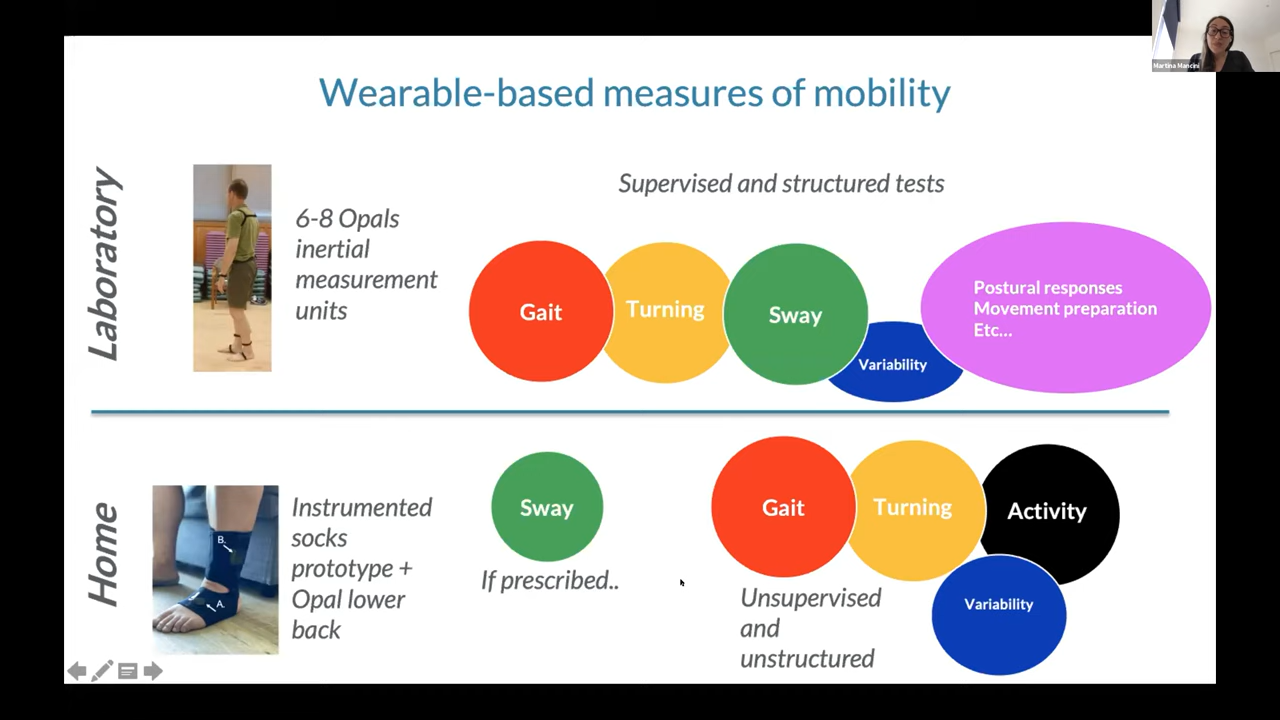 Martina Mancini
Wearable-based measures of mobility
Laboratory
6-8 Opals
inertial
measurement
units
Supervised and structured tests
Gait
Turning
Sway
Variability
Postural responses
Movement preparation
Etc...
Home
B.
A.
Instrumented
socks
prototype +
Opal lower
back
Sway
If prescribed..
Gait
Turning
Activity
Variability
Unsupervised
and
unstructured